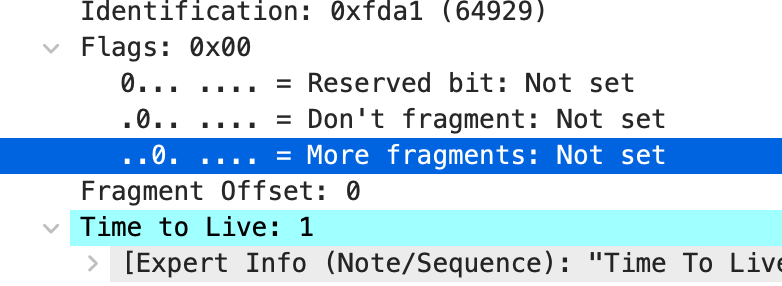 Identification: 0xfda1 (64929)
Flags: 0x00
0... .... = Reserved bit: Not set
.0.. .... = Don't fragment: Not set
..0. .... = More fragments: Not set
Fragment Offset: 0
Time to Live: 1
[Expert Info (Note/Sequence): "Time To Live